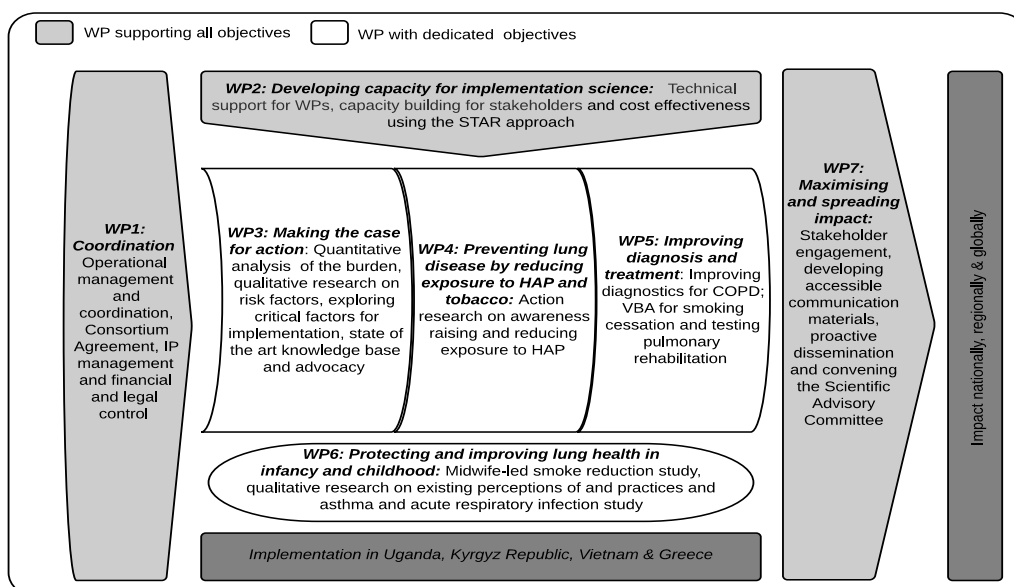 WP supporting all objectives
WP with dedicated objectives
WP1:
Coordination
Operational
management
and
coordination,
Consortium
Agreement, IP
management
and financial
and legal
control
WP2: Developing capacity for implementation science: Technical
support for WPs, capacity building for stakeholders and cost effectiveness
using the STAR approach
WP3: Making the case
for action: Quantitative
analysis of the burden,
qualitative research on
risk factors, exploring
critical factors for
implementation, state of
the art knowledge base
and advocacy
WP4: Preventing lung
disease by reducing
exposure to HAP and
tobacco: Action
research on awareness
raising and reducing
exposure to HAP
WP5: Improving
diagnosis and
treatment: Improving
diagnostics for COPD;
VBA for smoking
cessation and testing
pulmonary
rehabilitation
WP6: Protecting and improving lung health in
infancy and childhood: Midwife-led smoke reduction study,
qualitative research on existing perceptions of and practices and
asthma and acute respiratory infection study
Implementation in Uganda, Kyrgyz Republic, Vietnam & Greece
WP7:
Maximising
and spreading
impact:
Stakeholder
engagement,
developing
accessible
communication
materials,
proactive
dissemination
and convening
the Scientific
Advisory
Committee
Impact nationally, regionally & globally